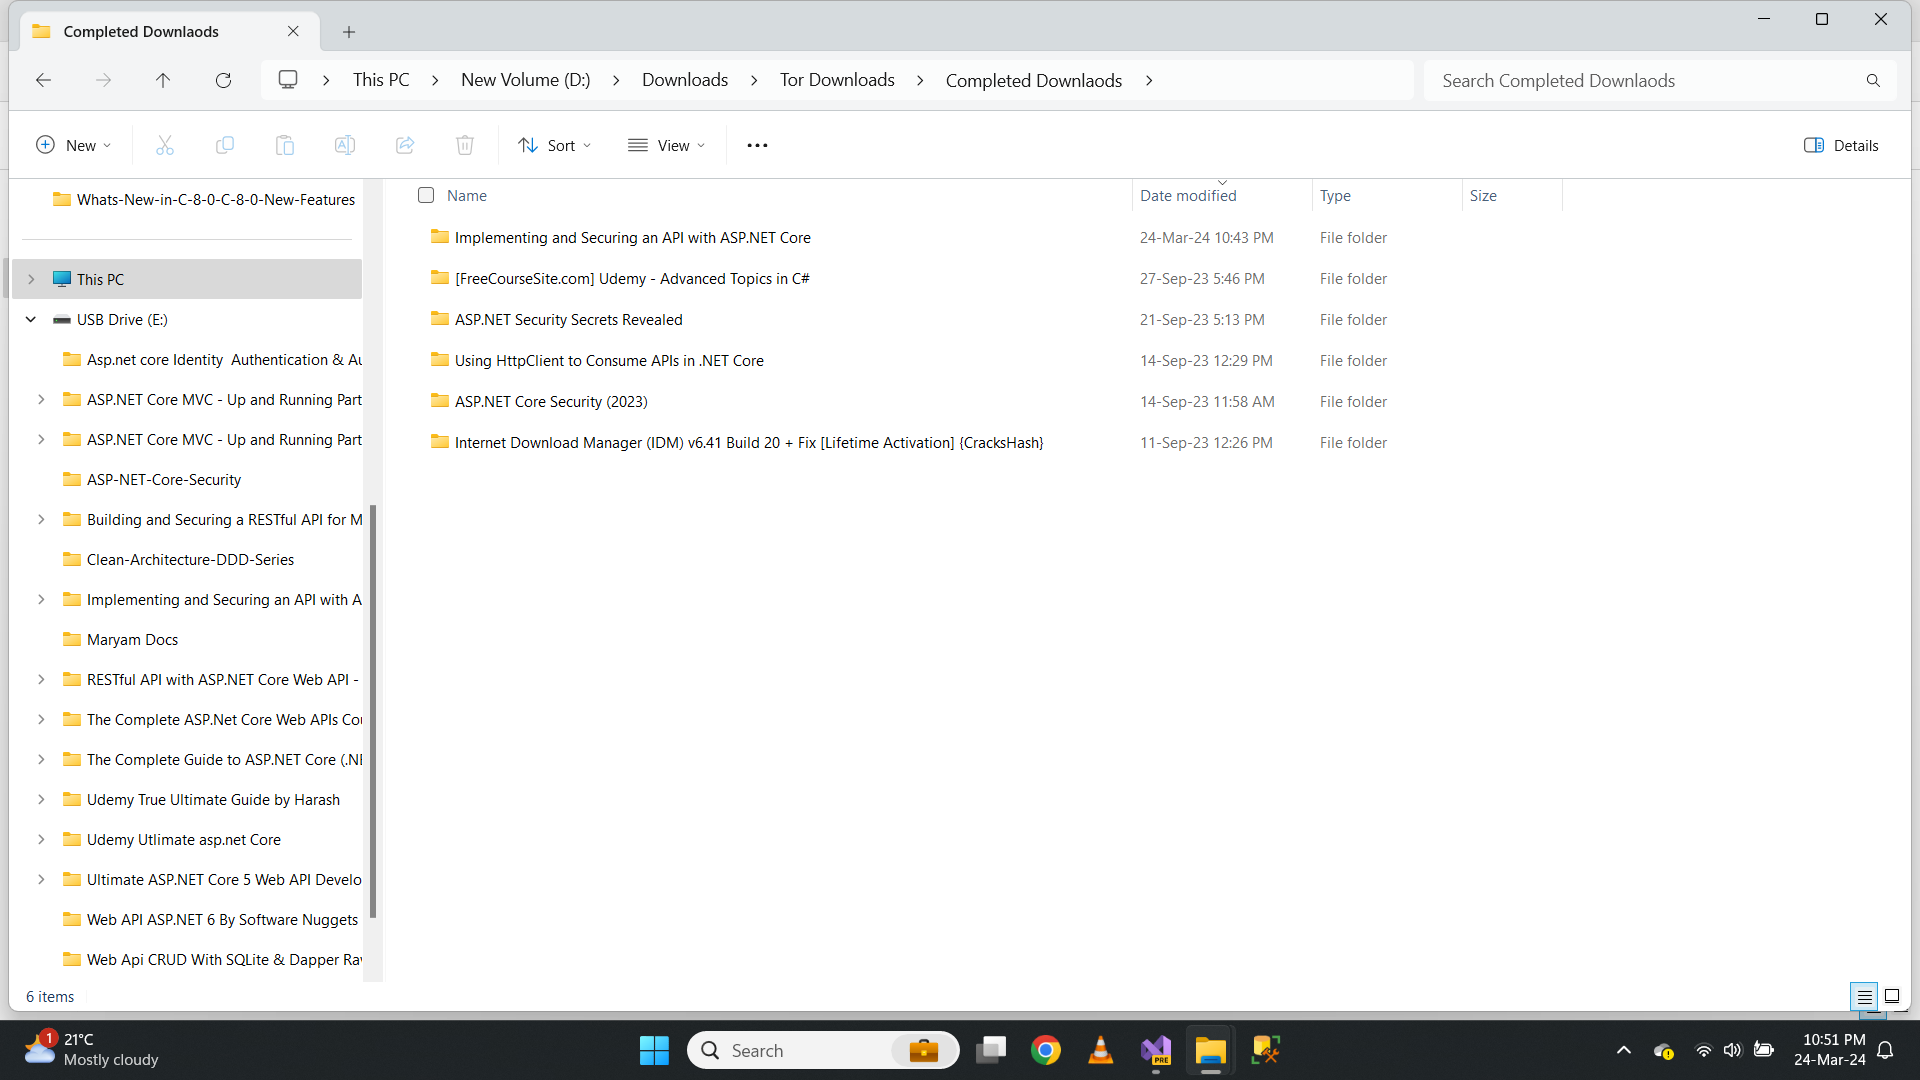 Completed Downlaods
This PC
New Volume (D:)
Downloads
Tor Downloads
Completed Downlaods
Search Completed Downlaods
New
Sort
View
Details
Whats-New-in-C-8-0-C-8-0-New-Features
This PC
USB Drive (E:)
Asp.net core Identity  Authentication & Au
ASP.NET Core MVC - Up and Running Part
ASP.NET Core MVC - Up and Running Part
ASP-NET-Core-Security
Building and Securing a RESTful API for M
Clean-Architecture-DDD-Series
Implementing and Securing an API with A
Maryam Docs
RESTful API with ASP.NET Core Web API -
The Complete ASP.Net Core Web APIs Cou
The Complete Guide to ASP.NET Core (.NE
Udemy True Ultimate Guide by Harash
Udemy Utlimate asp.net Core
Ultimate ASP.NET Core 5 Web API Develo
Web API ASP.NET 6 By Software Nuggets
Web Api CRUD With SQLite & Dapper Raw
Name Date modified Type Size
Implementing and Securing an API with ASP.NET Core 24-Mar-24 10:43 PM File folder
[FreeCourseSite.com] Udemy - Advanced Topics in C# 27-Sep-23 5:46 PM File folder
ASP.NET Security Secrets Revealed 21-Sep-23 5:13 PM File folder
Using HttpClient to Consume APIs in .NET Core 14-Sep-23 12:29 PM File folder
ASP.NET Core Security (2023) 14-Sep-23 11:58 AM File folder
Internet Download Manager (IDM) v6.41 Build 20 + Fix [Lifetime Activation] {CracksHash} 11-Sep-23 12:26 PM File folder
6 items
1
21°C
Mostly cloudy
Search
PRE
10:51 PM
24-Mar-24